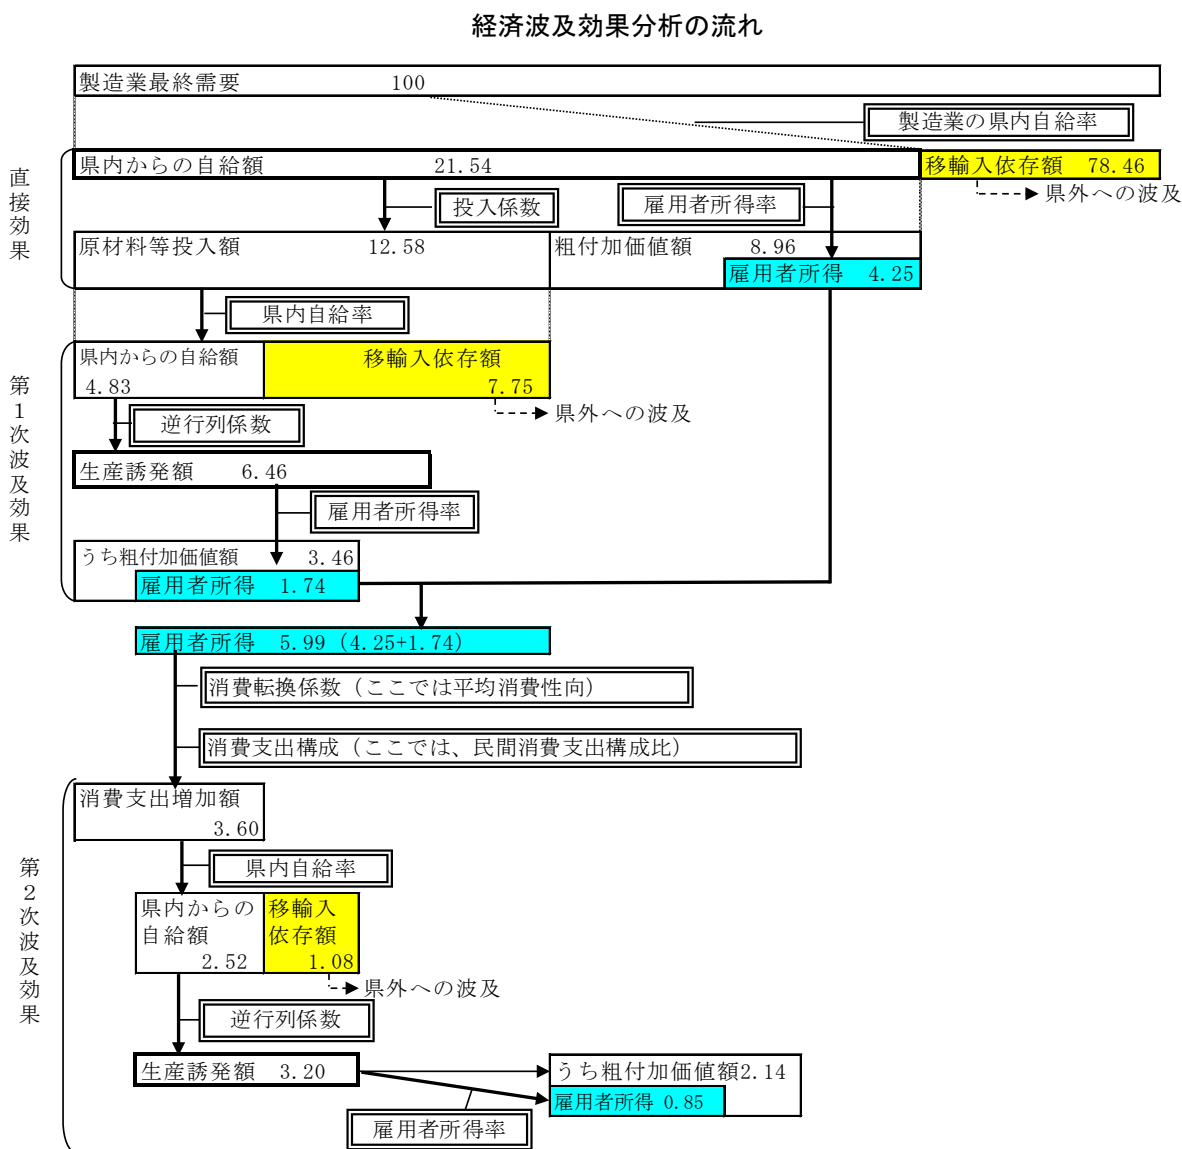 経済波及効果分析の流れ
製造業最終需要 100
製造業の県内自給率
直接効果
県内からの自給額 21.54
移輸入依存額 78.46
県外への波及
投入係数
雇用者所得率
原材料等投入額 12.58
粗付加価値額 8.96
雇用者所得 4.25
県内自給率
第1次波及効果
県内からの自給額
4.83
移輸入依存額
7.75
県外への波及
逆行列係数
生産誘発額 6.46
雇用者所得率
うち粗付加価値額 3.46
雇用者所得 1.74
雇用者所得 5.99 (4.25+1.74)
消費転換係数（ここでは平均消費性向）
消費支出構成（ここでは、民間消費支出構成比）
第2次波及効果
消費支出増加額
3.60
県内自給率
県内からの
自給額
2.52
移輸入
依存額
1.08
県外への波及
逆行列係数
生産誘発額 3.20
うち粗付加価値額2.14
雇用者所得 0.85
雇用者所得率